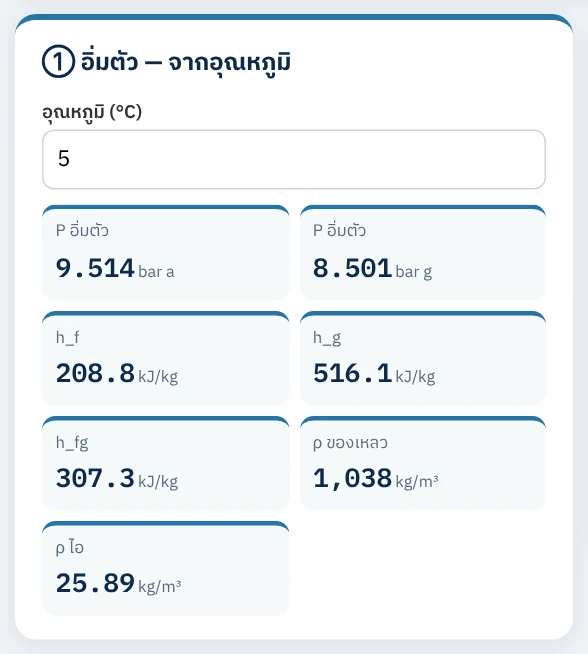 ① อิ่มตัว — จากอุณหภูมิ
อุณหภูมิ (°C)
5
P อิ่มตัว
9.514 bar a
P อิ่มตัว
8.501 bar g
h_f
208.8 kJ/kg
h_g
516.1 kJ/kg
h_fg
307.3 kJ/kg
ρ ของเหลว
1,038 kg/m³
ρ ไอ
25.89 kg/m³